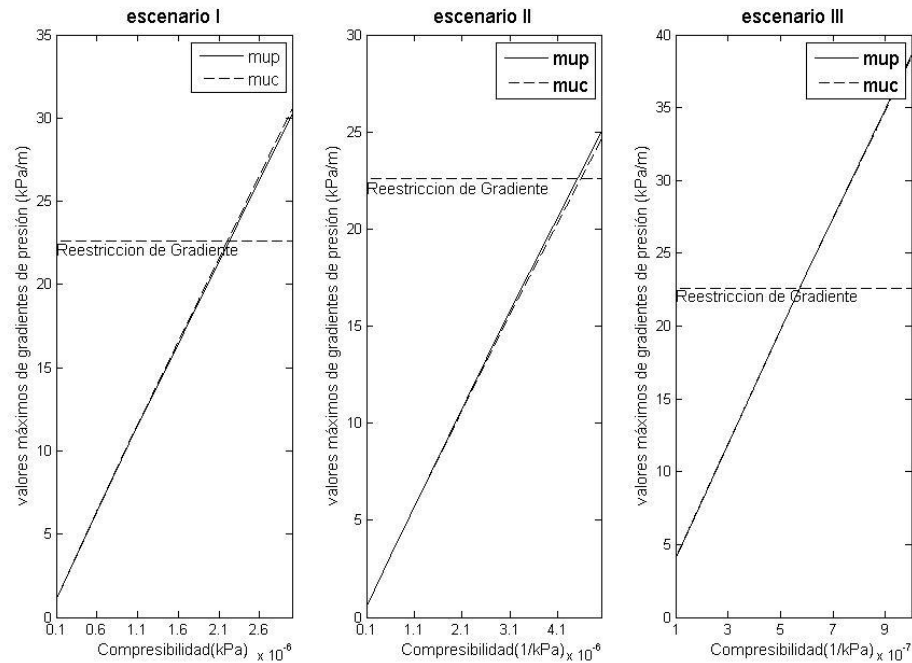 escenario I
valores máximos de gradientes de presión (kPa/m)
35
30
25
20
15
10
5
0
mup
muc
Reestriccion de Gradiente
0.1 0.6 1.1 1.6 2.1 2.6
Compresibilidad(kPa) x 10^-6
escenario II
valores máximos de gradientes de presión (kPa/m)
30
25
20
15
10
5
0
mup
muc
Reestriccion de Gradiente
0.1 1.1 2.1 3.1 4.1
Compresibilidad(1/kPa) x 10^-6
escenario III
valores máximos de gradientes de presión (kPa/m)
40
35
30
25
20
15
10
5
0
mup
muc
Reestriccion de Gradiente
1 3 5 7 9
Compresibilidad(1/kPa) x 10^-7